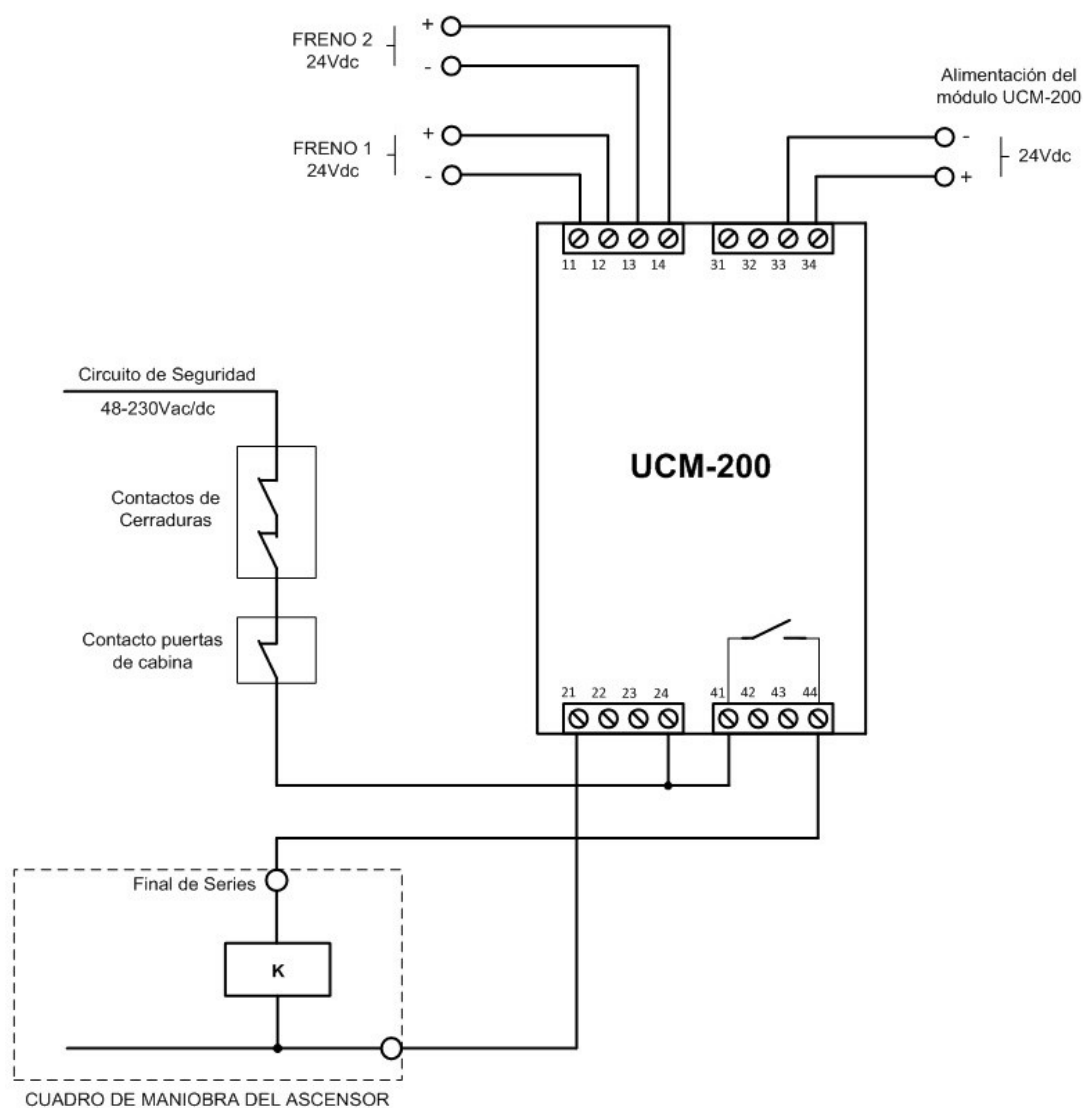 FRENO 2
24Vdc
+
-
FRENO 1
24Vdc
+
-
Alimentación del
módulo UCM-200
-
+
24Vdc
11 12 13 14 31 32 33 34
Circuito de Seguridad
48-230Vac/dc
UCM-200
Contactos de
Cerraduras
Contacto puertas
de cabina
21 22 23 24 41 42 43 44
Final de Series
K
CUADRO DE MANIOBRA DEL ASCENSOR